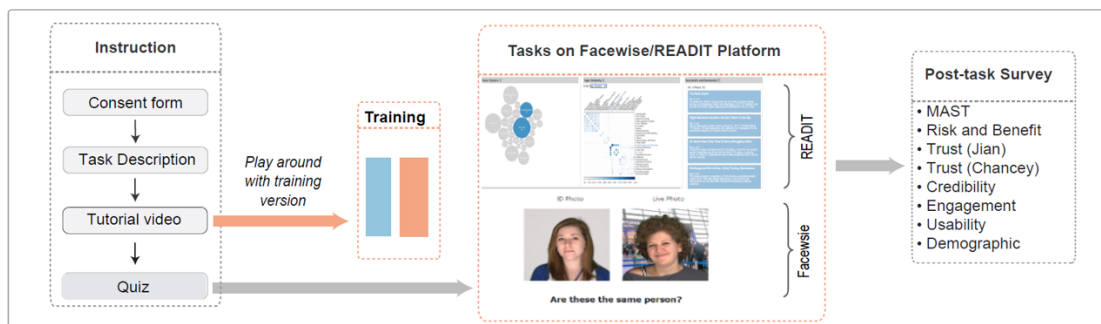 Instruction
Consent form
Task Description
Tutorial video
Quiz
Play around
with training
version
Training
Tasks on Facewise/READIT Platform
READIT
ID Photo
Live Photo
Facewsie
Are these the same person?
Post-task Survey
• MAST
• Risk and Benefit
• Trust (Jian)
• Trust (Chancey)
• Credibility
• Engagement
• Usability
• Demographic